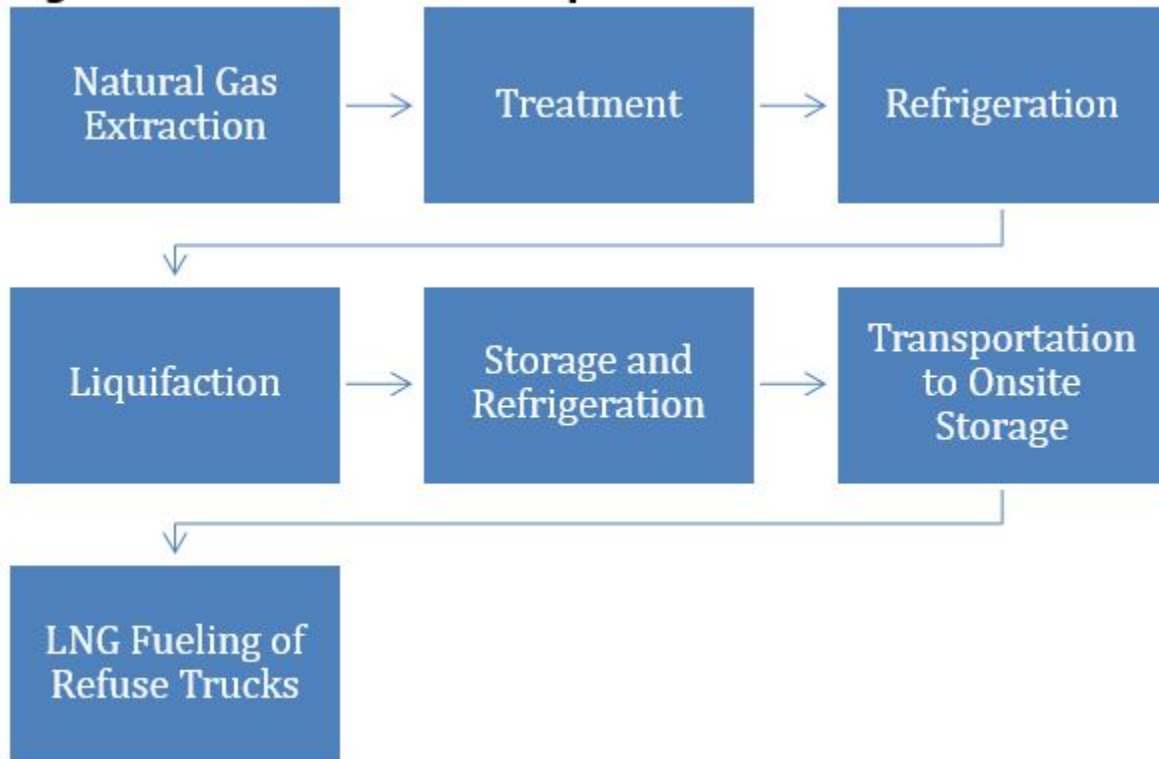 Natural Gas
Extraction
Treatment
Refrigeration
Liquifaction
Storage and
Refrigeration
Transportation
to Onsite
Storage
LNG Fueling of
Refuse Trucks